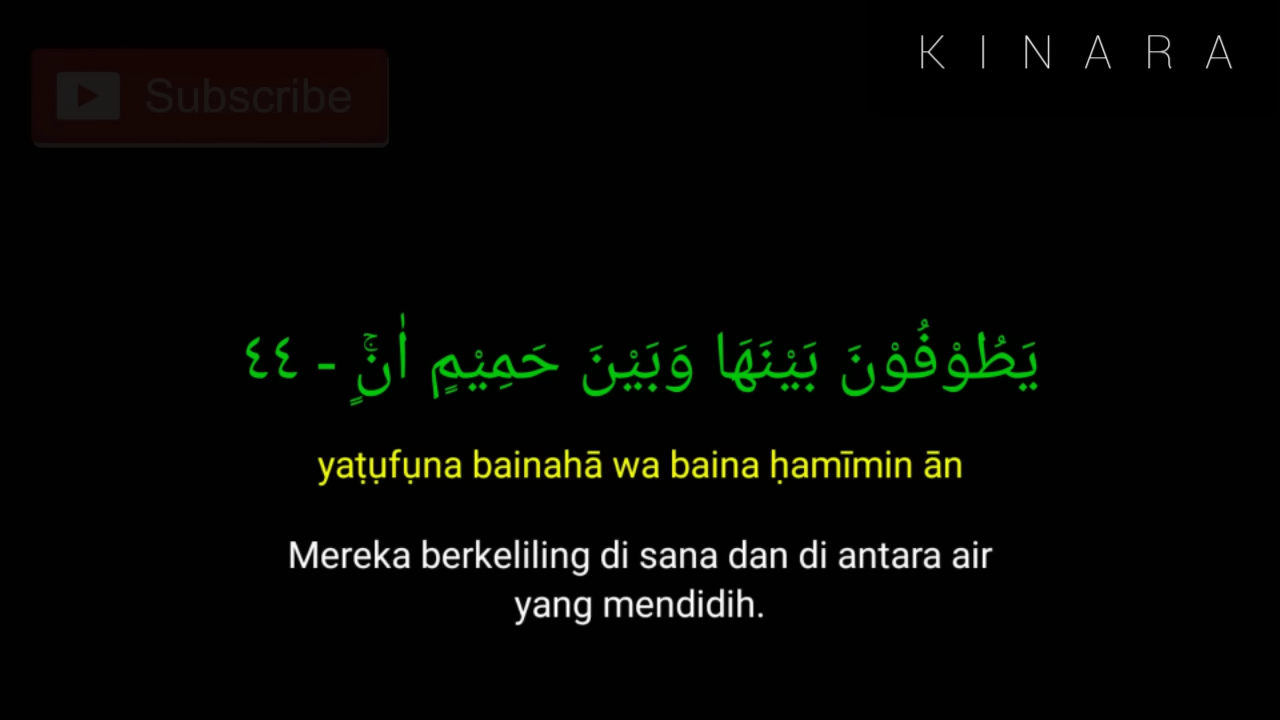 K I N A R A
Subscribe
يَطُوْفُوْنَ بَيْنَهَا وَبَيْنَ حَمِيْمٍ اٰنٍۚ - ٤٤
yaṭụfụna bainahā wa baina ḥamīmin ān
Mereka berkeliling di sana dan di antara air
yang mendidih.